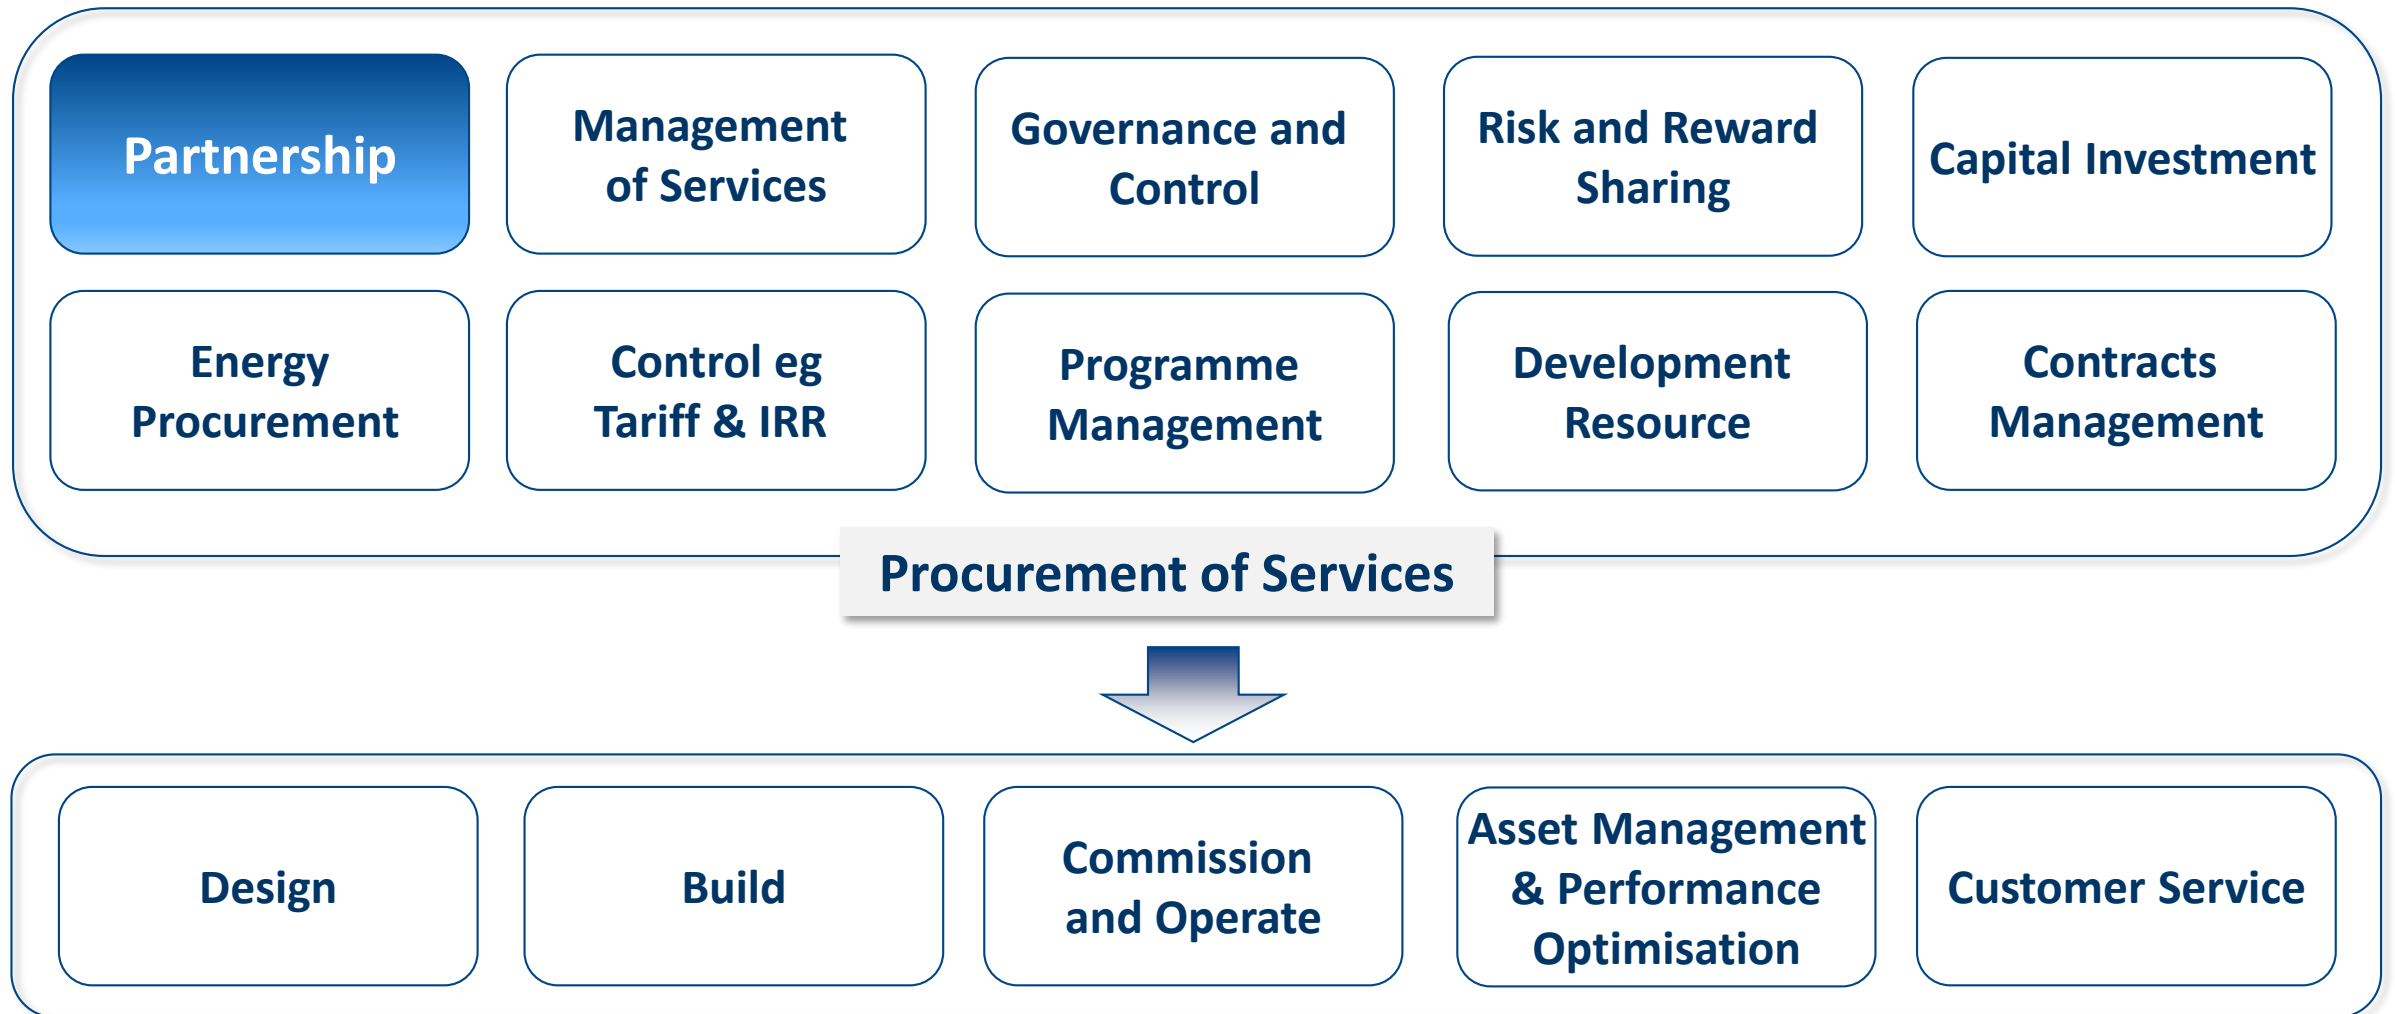 Partnership
Management
of Services
Governance and
Control
Risk and Reward
Sharing
Capital Investment
Energy
Procurement
Control eg
Tariff & IRR
Programme
Management
Development
Resource
Contracts
Management
Procurement of Services
Design
Build
Commission
and Operate
Asset Management
& Performance
Optimisation
Customer Service